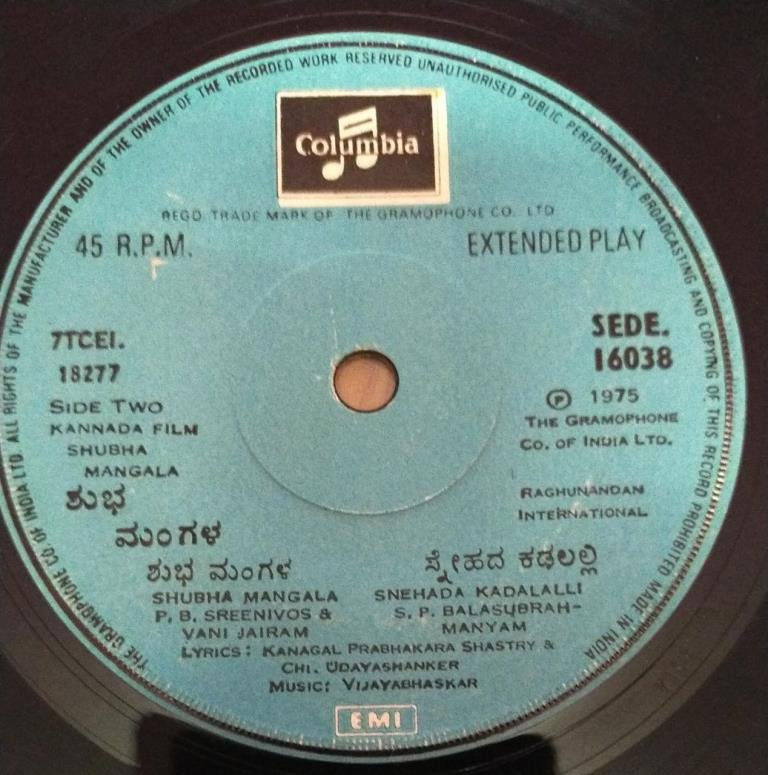 THE GRAMOPHONE CO. OF INDIA LTD. ALL RIGHTS OF THE MANUFACTURER AND OF THE OWNER OF THE RECORDED WORK RESERVED UNAUTHORISED PUBLIC PERFORMANCE BROADCASTING AND COPYING OF THIS RECORD PROHIBITED MADE IN INDIA
Columbia
REGD. TRADE MARK OF THE GRAMOPHONE CO. LTD
45 R.P.M.
EXTENDED PLAY
7TCEI.
18277
SEDE.
16038
SIDE TWO
KANNADA FILM
SHUBHA
MANGALA
ಶುಭ
ಮಂಗಳ
Ⓟ 1975
THE GRAMOPHONE
CO. OF INDIA LTD.
RAGHUNANDAN
INTERNATIONAL
ಶುಭ ಮಂಗಳ
SHUBHA MANGALA
P. B. SREENIVOS &
VANI JAIRAM
ಸ್ನೇಹದ ಕಡಲಲ್ಲಿ
SNEHADA KADALALLI
S. P. BALASUBRAH-
MANYAM
LYRICS: KANAGAL PRABHAKARA SHASTRY &
CHI. UDAYASHANKER
MUSIC: VIJAYABHASKAR
EMI